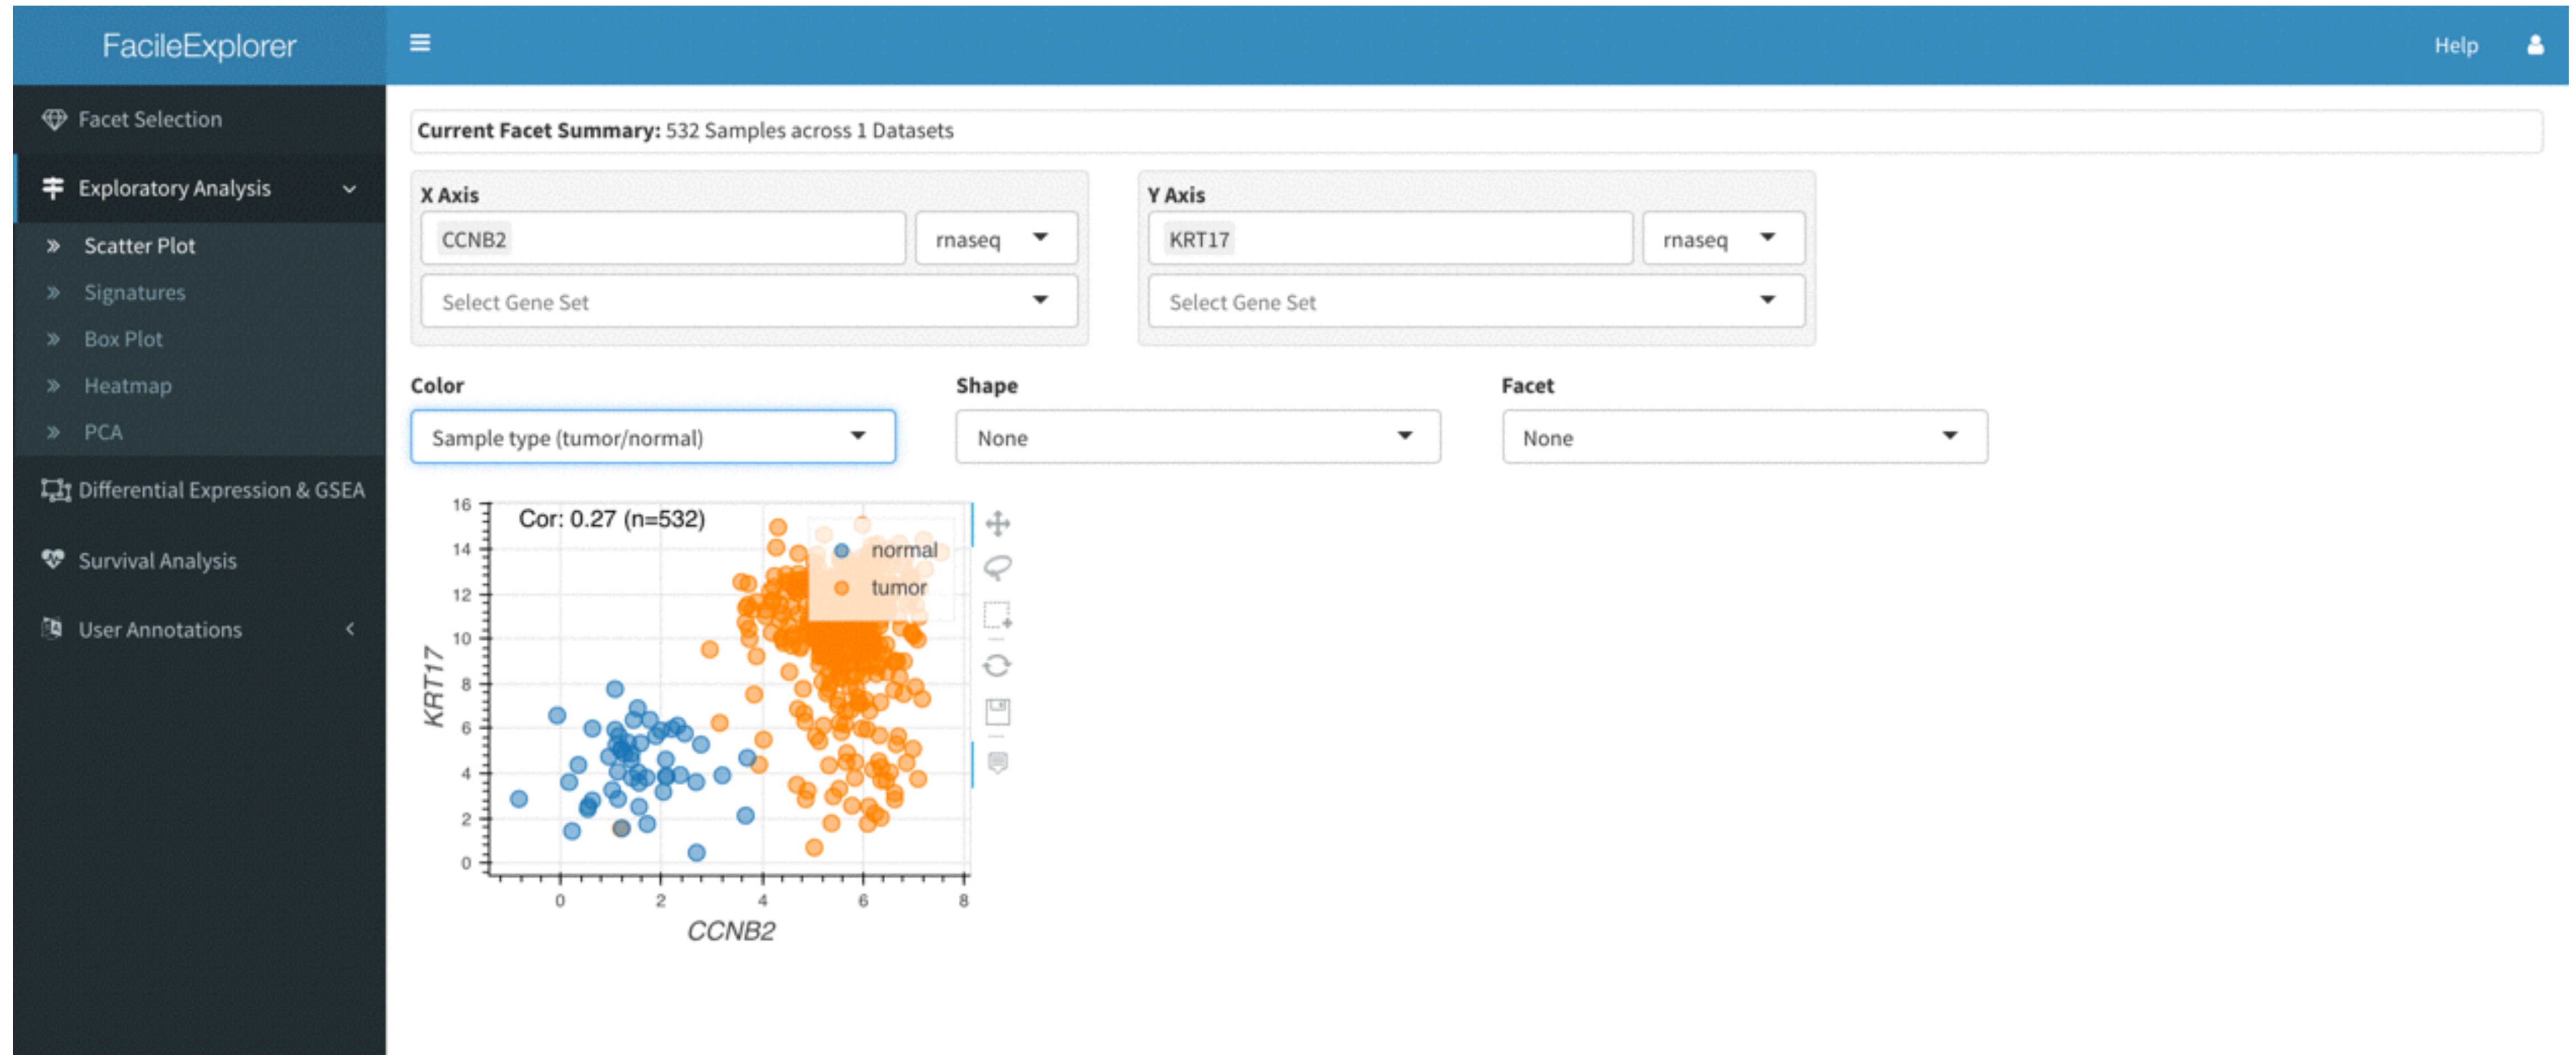 FacileExplorer
Help
Facet Selection
Exploratory Analysis
Scatter Plot
Signatures
Box Plot
Heatmap
PCA
Differential Expression & GSEA
Survival Analysis
User Annotations
Current Facet Summary: 532 Samples across 1 Datasets
X Axis
CCNB2 rnaseq
Select Gene Set
Y Axis
KRT17 rnaseq
Select Gene Set
Color
Sample type (tumor/normal)
Shape
None
Facet
None
Cor: 0.27 (n=532)
normal
tumor
KRT17
16
14
12
10
8
6
4
2
0
0 2 4 6 8
CCNB2